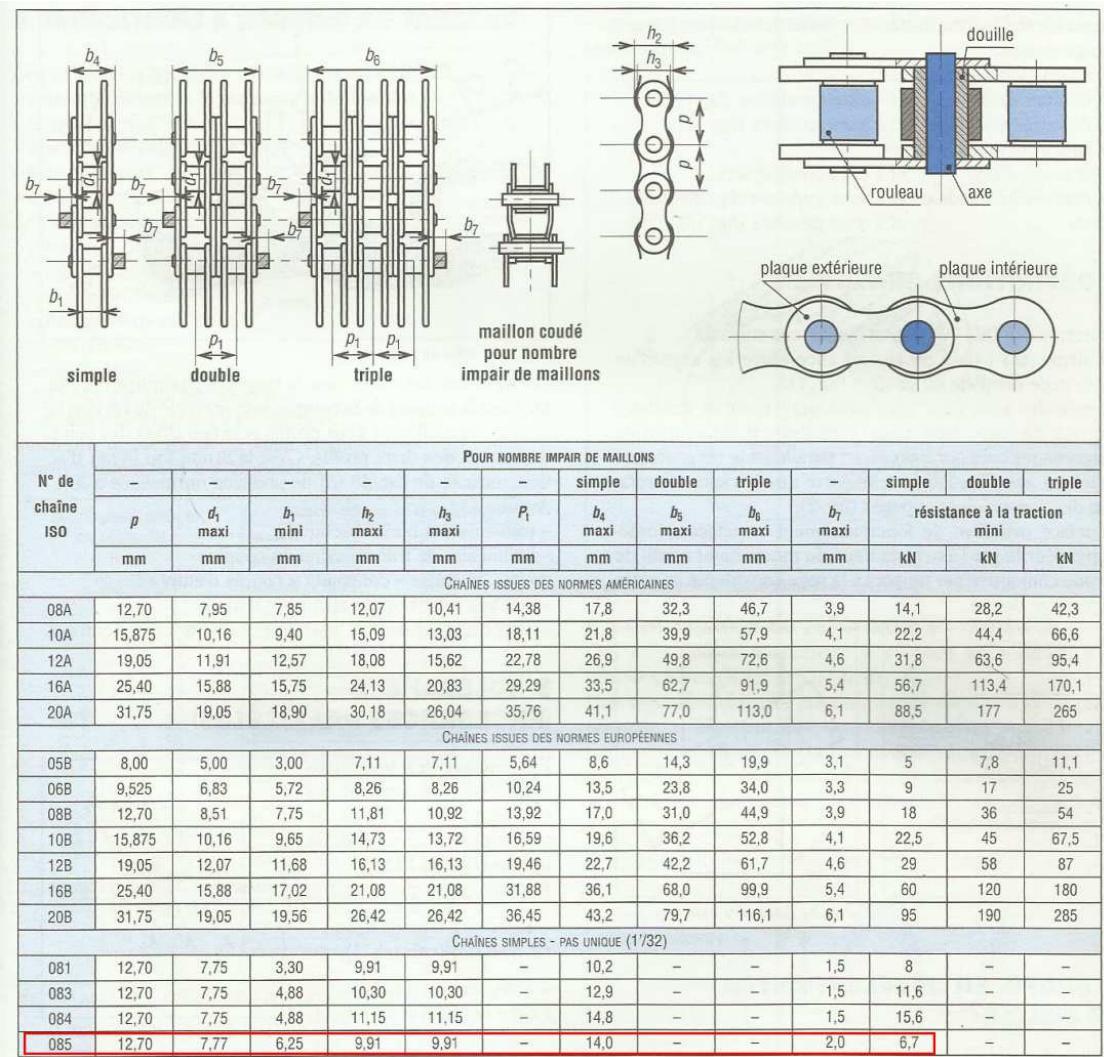 b4 b5 b6 h2 douille
h3
d1 d1 d1 p
b7 b7 b7 p
b7 b7 b7 rouleau axe
b1 plaque extérieure plaque intérieure
p1 p1 p1
maillon coudé
pour nombre
impair de maillons
simple double triple
POUR NOMBRE IMPAIR DE MAILLONS
N° de chaîne ISO simple double triple simple double triple
p d1 maxi b1 mini h2 maxi h3 maxi P1 b4 maxi b5 maxi b6 maxi b7 maxi résistance à la traction mini
mm mm mm mm mm mm mm mm mm mm kN kN kN
CHAÎNES ISSUES DES NORMES AMÉRICAINES
08A 12,70 7,95 7,85 12,07 10,41 14,38 17,8 32,3 46,7 3,9 14,1 28,2 42,3
10A 15,875 10,16 9,40 15,09 13,03 18,11 21,8 39,9 57,9 4,1 22,2 44,4 66,6
12A 19,05 11,91 12,57 18,08 15,62 22,78 26,9 49,8 72,6 4,6 31,8 63,6 95,4
16A 25,40 15,88 15,75 24,13 20,83 29,29 33,5 62,7 91,9 5,4 56,7 113,4 170,1
20A 31,75 19,05 18,90 30,18 26,04 35,76 41,1 77,0 113,0 6,1 88,5 177 265
CHAÎNES ISSUES DES NORMES EUROPÉENNES
05B 8,00 5,00 3,00 7,11 7,11 5,64 8,6 14,3 19,9 3,1 5 7,8 11,1
06B 9,525 6,83 5,72 8,26 8,26 10,24 13,5 23,8 34,0 3,3 9 17 25
08B 12,70 8,51 7,75 11,81 10,92 13,92 17,0 31,0 44,9 3,9 18 36 54
10B 15,875 10,16 9,65 14,73 13,72 16,59 19,6 36,2 52,8 4,1 22,5 45 67,5
12B 19,05 12,07 11,68 16,13 16,13 19,46 22,7 42,2 61,7 4,6 29 58 87
16B 25,40 15,88 17,02 21,08 21,08 31,88 36,1 68,0 99,9 5,4 60 120 180
20B 31,75 19,05 19,56 26,42 26,42 36,45 43,2 79,7 116,1 6,1 95 190 285
CHAÎNES SIMPLES - PAS UNIQUE (1'/32)
081 12,70 7,75 3,30 9,91 9,91 – 10,2 – – 1,5 8 – –
083 12,70 7,75 4,88 10,30 10,30 – 12,9 – – 1,5 11,6 – –
084 12,70 7,75 4,88 11,15 11,15 – 14,8 – – 1,5 15,6 – –
085 12,70 7,77 6,25 9,91 9,91 – 14,0 – – 2,0 6,7 – –